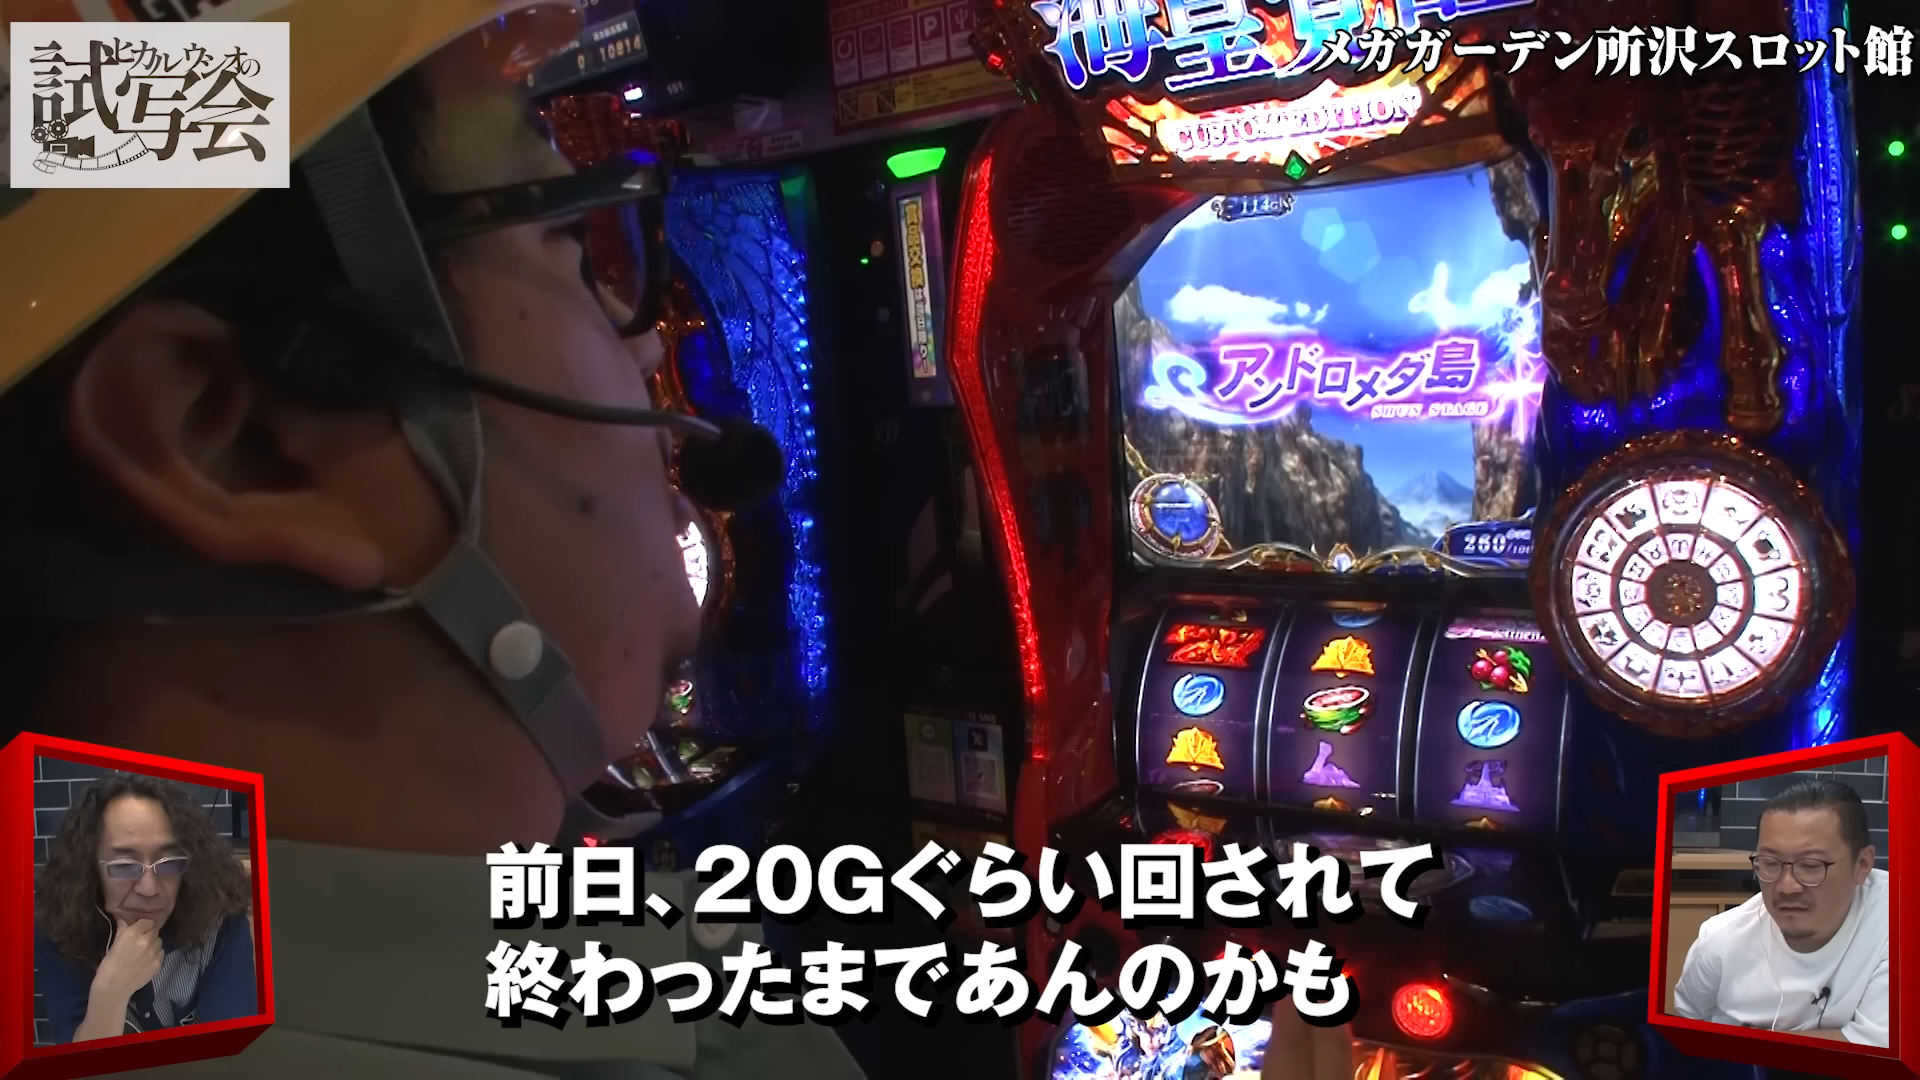 ヒカルウシオの
試写会
メガガーデン所沢スロット館
海皇覚醒
CUSTOM EDITION
114G
アンドロメダ島
SHUN STAGE
260
前日、20Gぐらい回されて
終わったまであんのかも